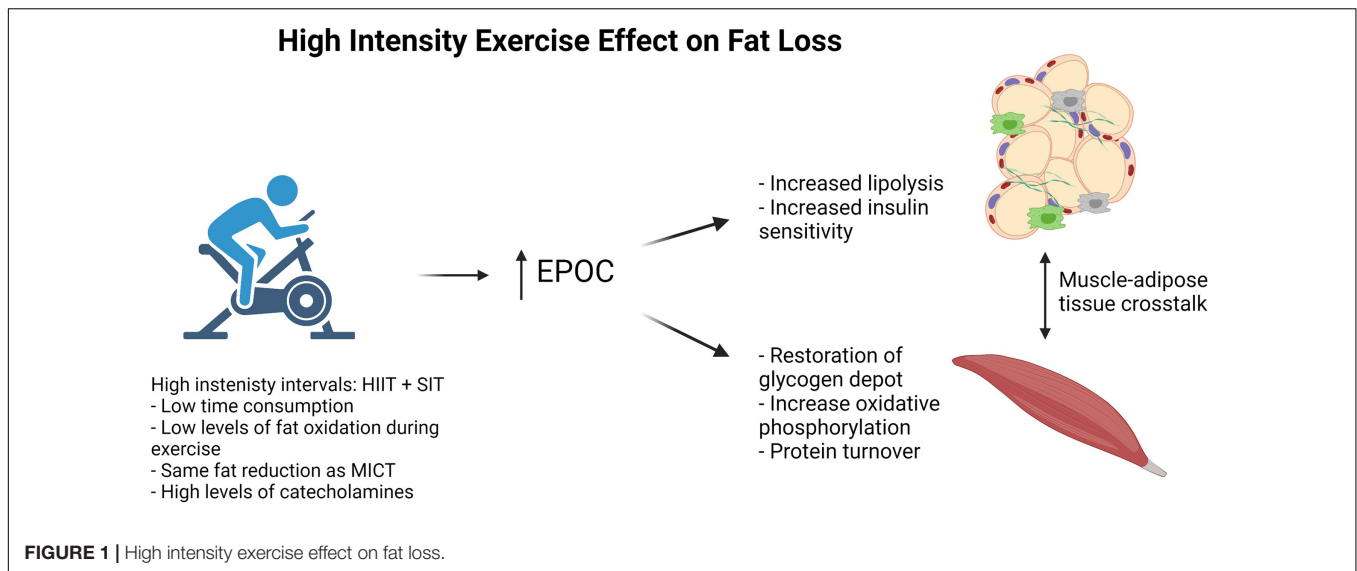 High Intensity Exercise Effect on Fat Loss
EPOC
- Increased lipolysis
- Increased insulin
sensitivity
Muscle-adipose
tissue crosstalk
- Restoration of
glycogen depot
- Increase oxidative
phosphorylation
- Protein turnover
High instenisty intervals: HIIT + SIT
- Low time consumption
- Low levels of fat oxidation during
exercise
- Same fat reduction as MICT
- High levels of catecholamines
FIGURE 1 | High intensity exercise effect on fat loss.